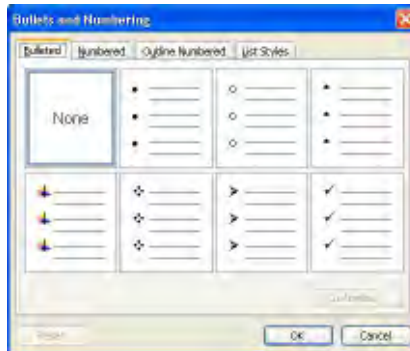 Bullets and Numbering
Bulleted Numbered Outline Numbered List Styles
None
Customize...
Reset
OK Cancel